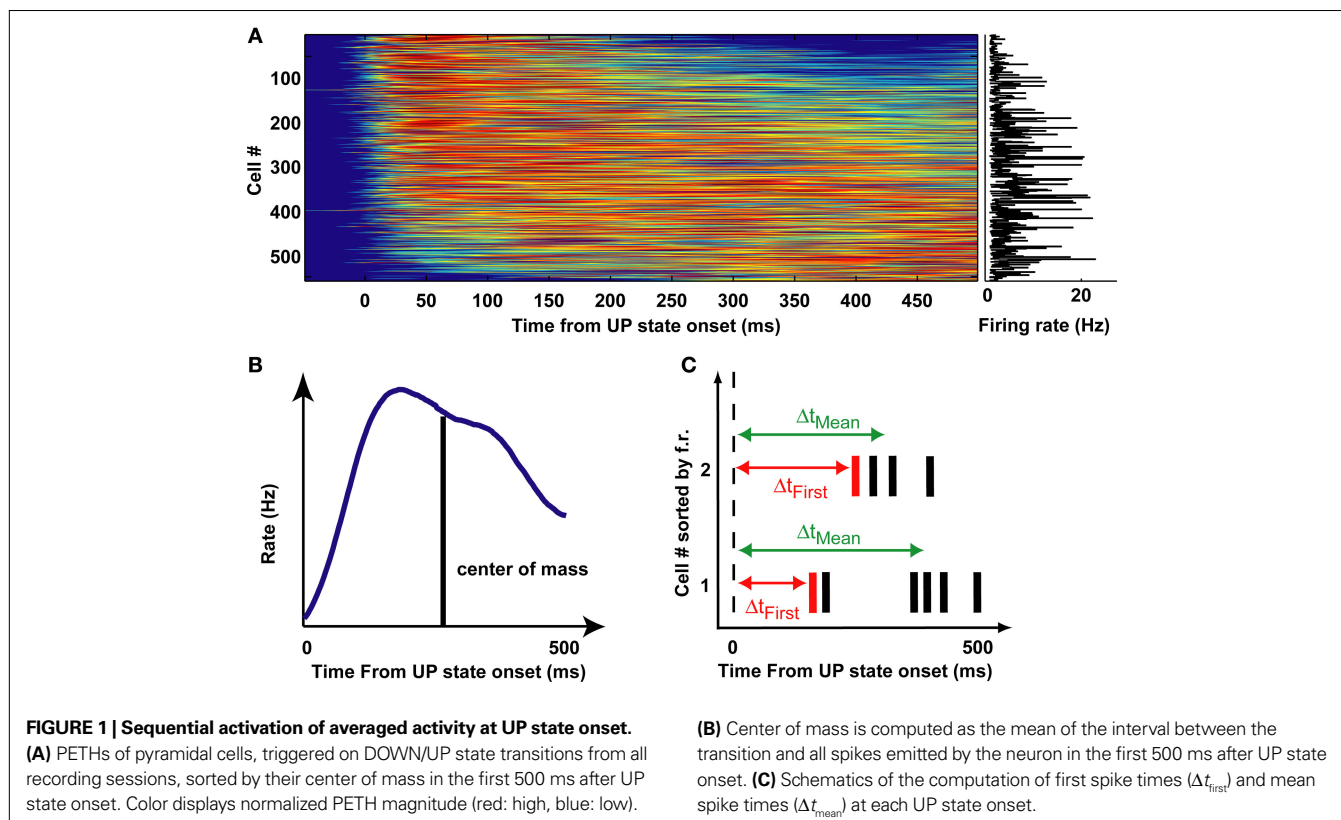 A
100
200
300
400
500
Cell #
0 50 100 150 200 250 300 350 400 450
Time from UP state onset (ms)
0 20
Firing rate (Hz)
B
Rate (Hz)
center of mass
0 500
Time From UP state onset (ms)
C
Cell # sorted by f.r.
2
1
ΔtMean
ΔtFirst
ΔtMean
ΔtFirst
0 500
Time From UP state onset (ms)
FIGURE 1 | Sequential activation of averaged activity at UP state onset.
(A) PETHs of pyramidal cells, triggered on DOWN/UP state transitions from all
recording sessions, sorted by their center of mass in the first 500 ms after UP
state onset. Color displays normalized PETH magnitude (red: high, blue: low).
(B) Center of mass is computed as the mean of the interval between the
transition and all spikes emitted by the neuron in the first 500 ms after UP state
onset. (C) Schematics of the computation of first spike times (Δtfirst) and mean
spike times (Δtmean) at each UP state onset.